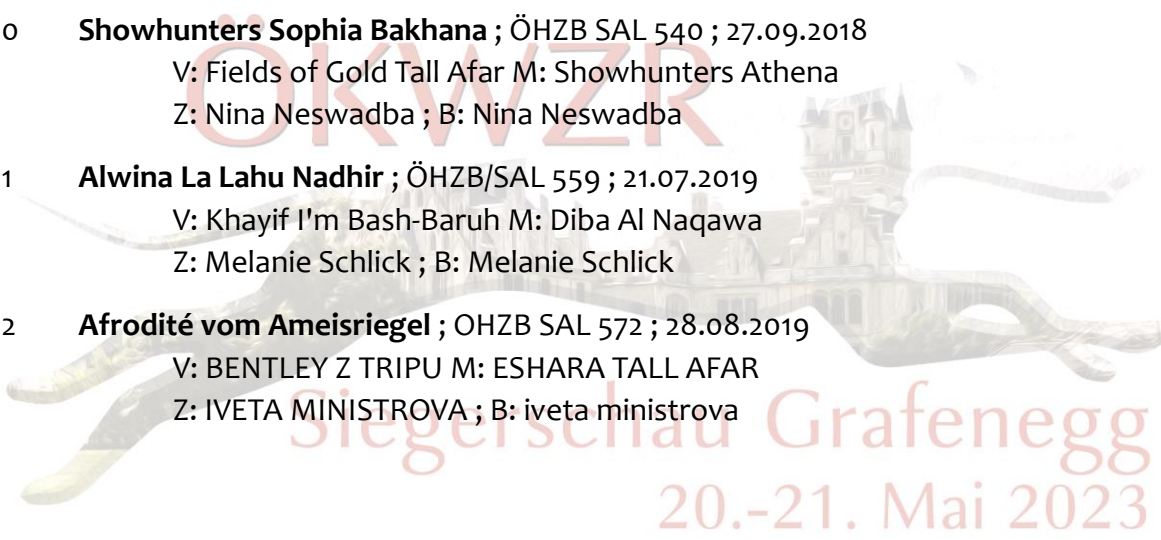 0 Showhunters Sophia Bakhana ; ÖHZB SAL 540 ; 27.09.2018
V: Fields of Gold Tall Afar M: Showhunters Athena
Z: Nina Neswadba ; B: Nina Neswadba
ÖKWZR
1 Alwina La Lahu Nadhir ; ÖHZB/SAL 559 ; 21.07.2019
V: Khayif I'm Bash-Baruh M: Diba Al Naqawa
Z: Melanie Schlick ; B: Melanie Schlick
2 Afrodité vom Ameisriegel ; OHZB SAL 572 ; 28.08.2019
V: BENTLEY Z TRIPU M: ESHARA TALL AFAR
Z: IVETA MINISTROVA ; B: iveta ministrova
Siegerschau Grafenegg
20.-21. Mai 2023